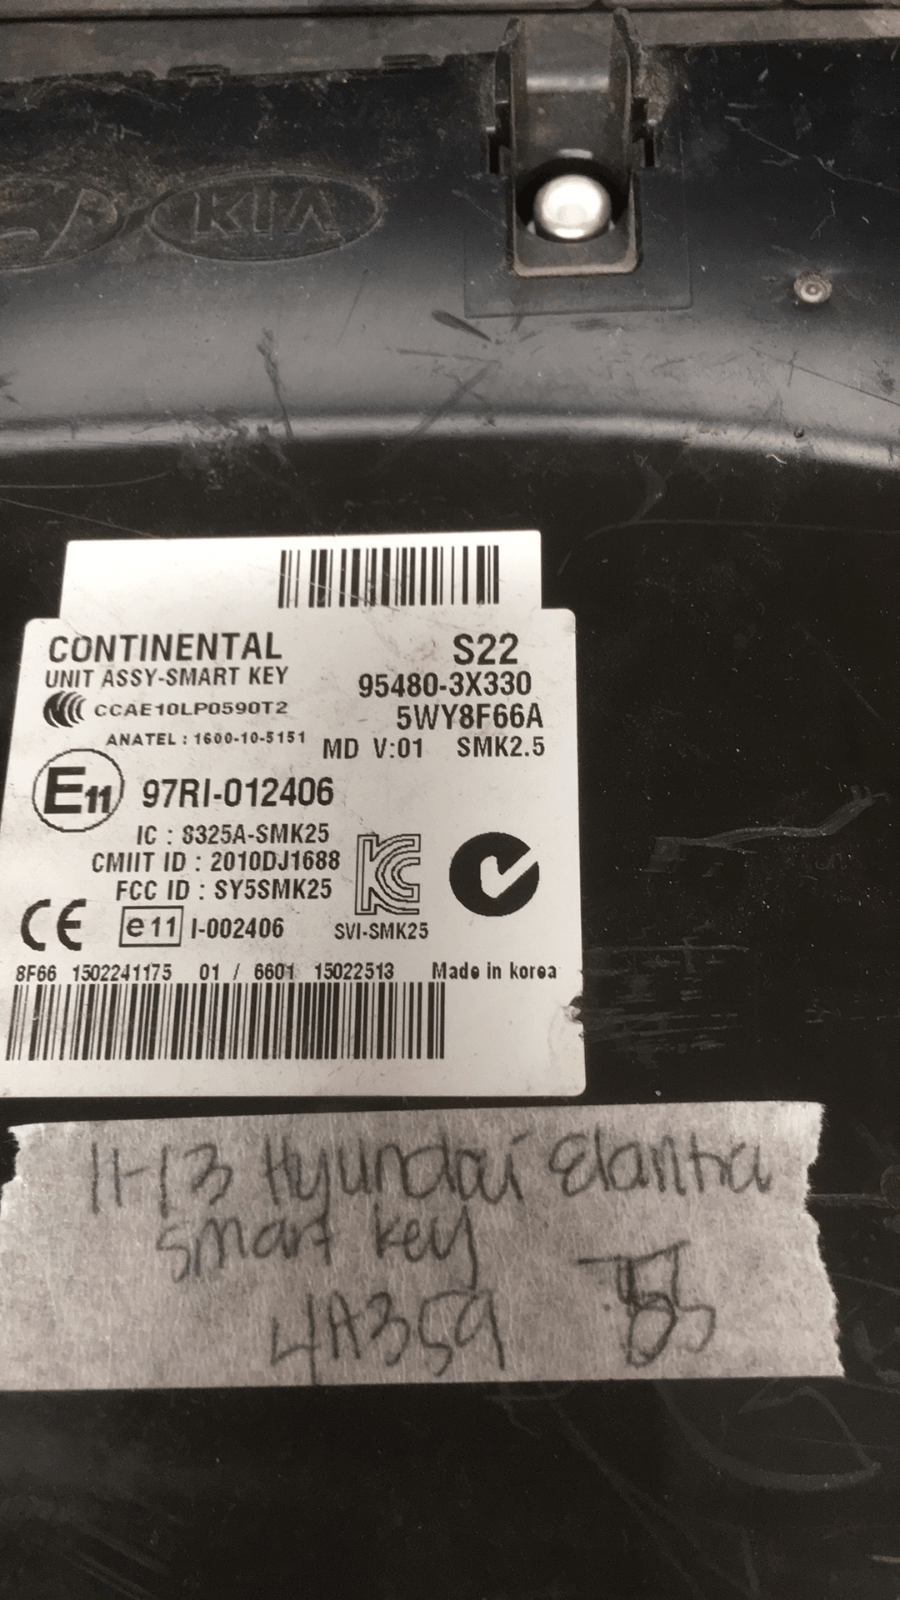 KIA
CONTINENTAL S22
UNIT ASSY-SMART KEY 95480-3X330
CCAE10LP0590T2 5WY8F66A
ANATEL : 1600-10-5151 MD V:01 SMK2.5
E11 97RI-012406
IC : 8325A-SMK25
CMIIT ID : 2010DJ1688
FCC ID : SY5SMK25
CE e11 I-002406 KC SVI-SMK25
8F66 1502241175 01 / 6601 15022513 Made in korea
11-13 Hyundai Elantra
smart key
4A359